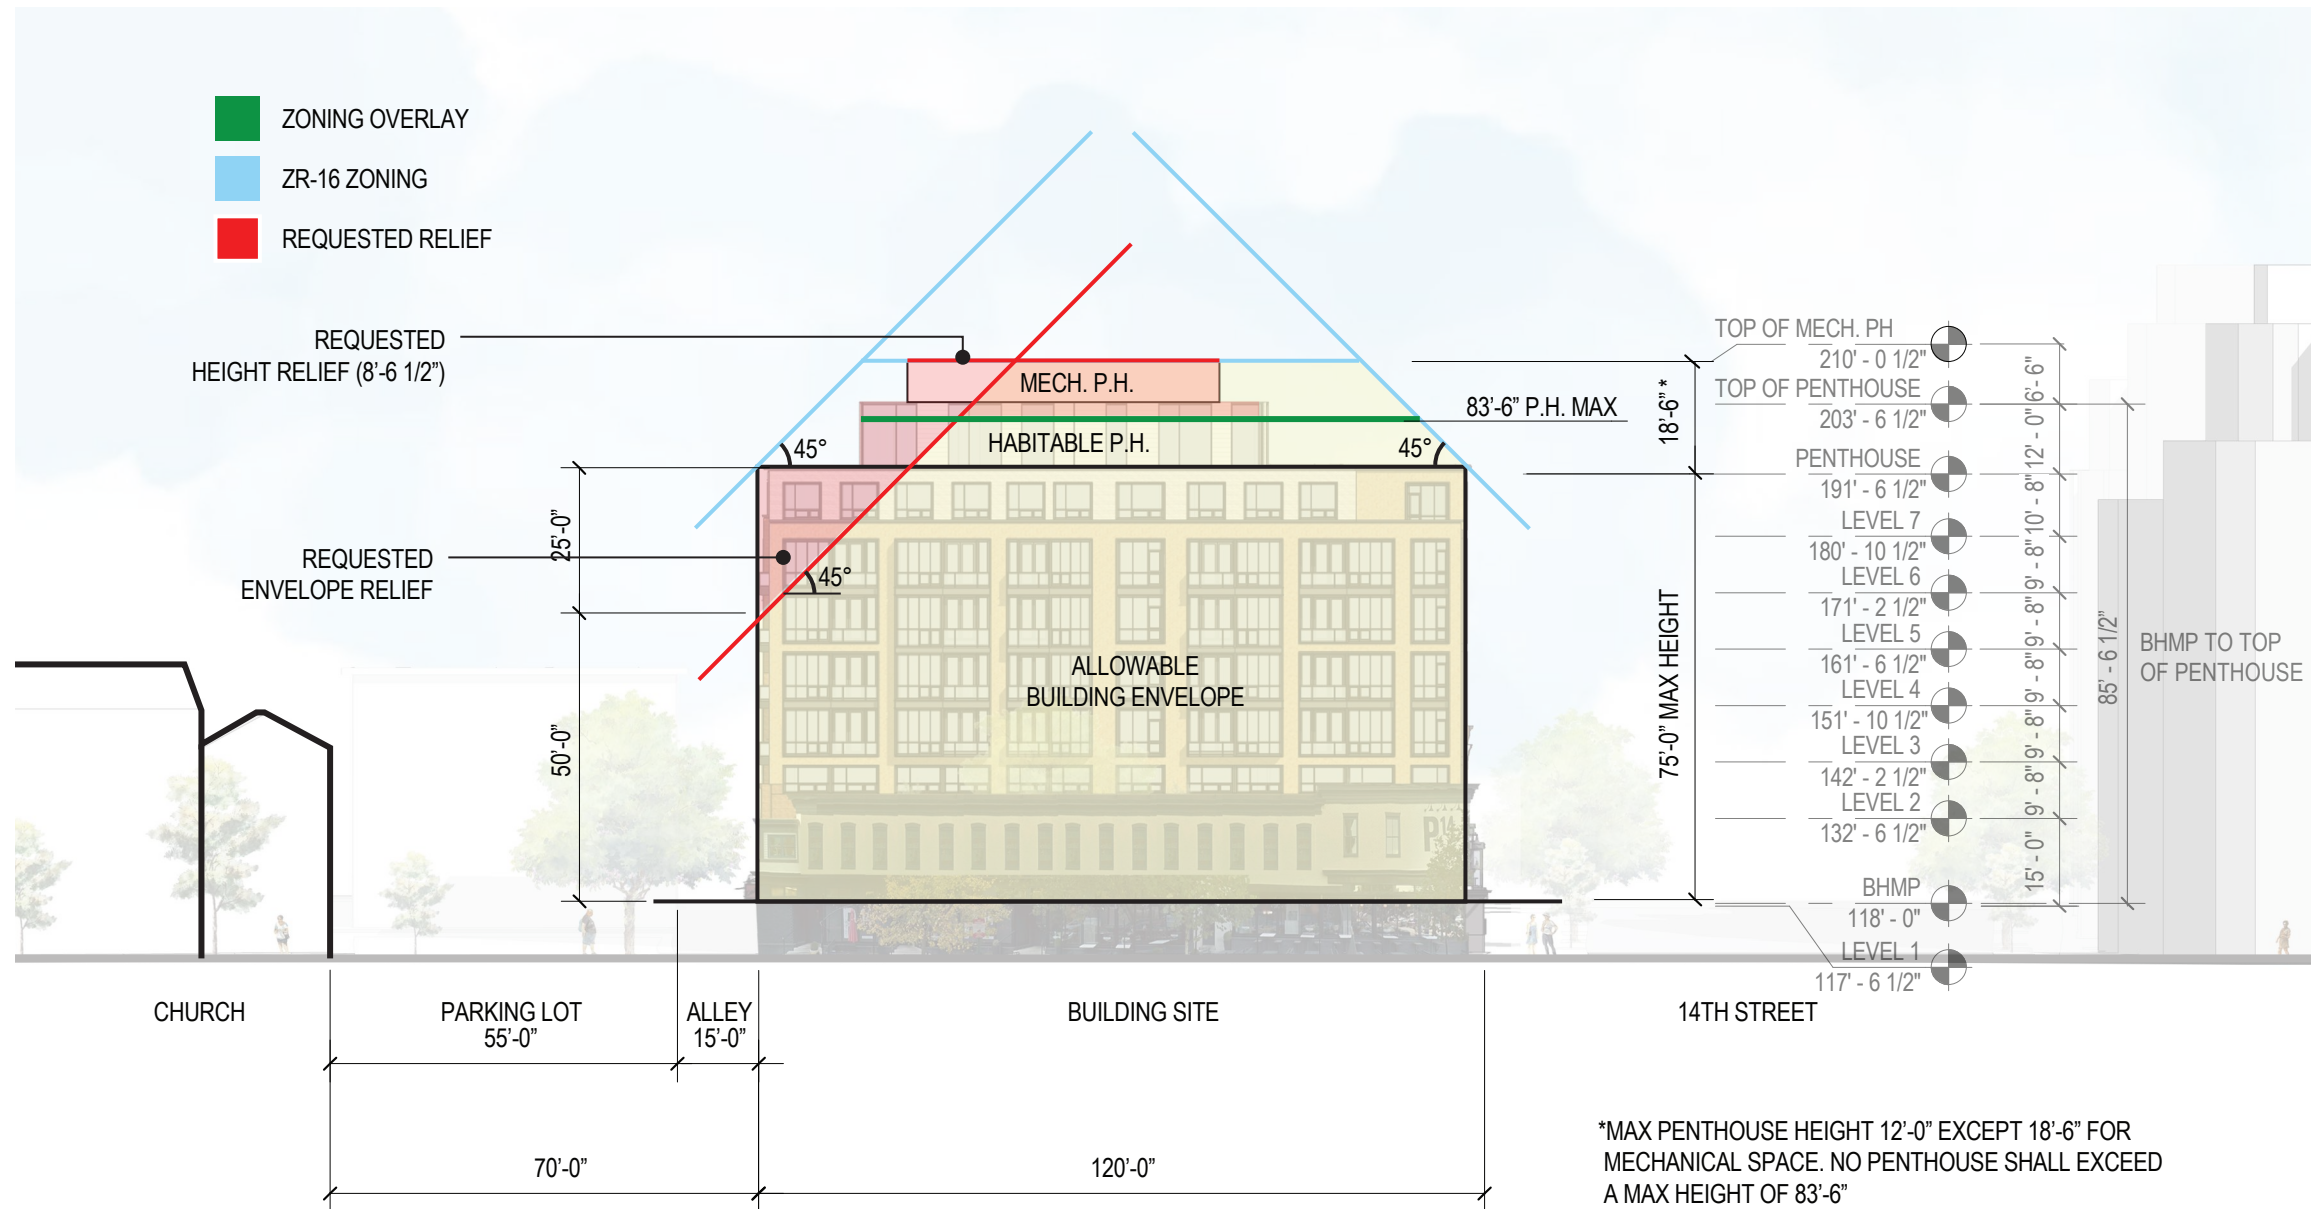 ZONING OVERLAY
ZR-16 ZONING
REQUESTED RELIEF
REQUESTED
HEIGHT RELIEF (8'-6 1/2”)
REQUESTED
ENVELOPE RELIEF
MECH. P.H.
HABITABLE P.H.
83'-6” P.H. MAX
45°
45°
45°
ALLOWABLE
BUILDING ENVELOPE
25'-0”
50'-0”
18'-6” *
75'-0” MAX HEIGHT
TOP OF MECH. PH
210' - 0 1/2"
TOP OF PENTHOUSE
203' - 6 1/2"
PENTHOUSE
191' - 6 1/2"
LEVEL 7
180' - 10 1/2"
LEVEL 6
171' - 2 1/2"
LEVEL 5
161' - 6 1/2"
LEVEL 4
151' - 10 1/2"
LEVEL 3
142' - 2 1/2"
LEVEL 2
132' - 6 1/2"
BHMP
118' - 0"
LEVEL 1
117' - 6 1/2"
6' - 6"
12' - 0"
10' - 8"
9' - 8"
9' - 8"
9' - 8"
9' - 8"
9' - 8"
15' - 0"
85' - 6 1/2"
BHMP TO TOP
OF PENTHOUSE
CHURCH
PARKING LOT
55'-0”
ALLEY
15'-0”
BUILDING SITE
14TH STREET
70'-0”
120'-0”
*MAX PENTHOUSE HEIGHT 12'-0” EXCEPT 18'-6” FOR
MECHANICAL SPACE. NO PENTHOUSE SHALL EXCEED
A MAX HEIGHT OF 83'-6”